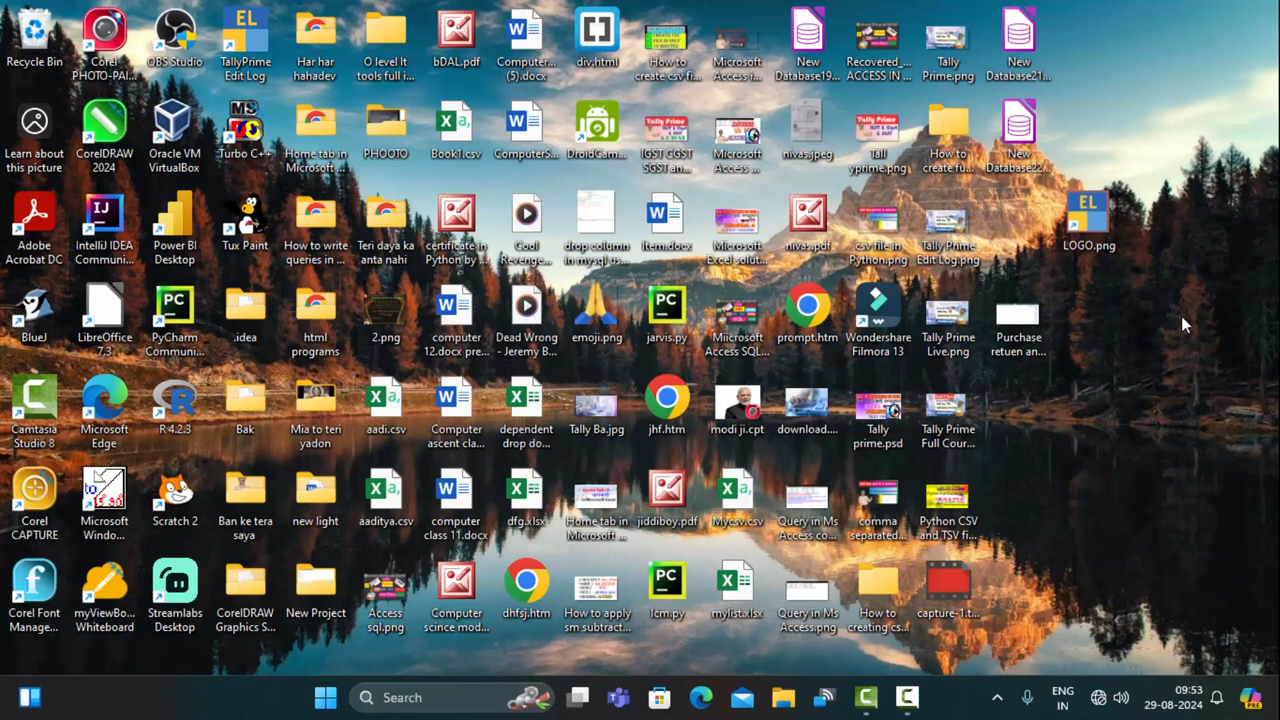 Recycle Bin
Corel
PHOTO-PAI...
OBS Studio
EL
TallyPrime
Edit Log
Har har
hahadev
O level It
tools full i...
bDAL.pdf
Computer...
(5).docx
div.html
How to
create csv fi...
Microsoft
Access i...
New
Database19...
Recovered_...
ACCESS IN ...
Tally
Prime.png
New
Database21...
Learn about
this picture
CorelDRAW
2024
Oracle VM
VirtualBox
MS
Turbo C++
Home tab in
Microsoft ...
PHOOTO
Book1.csv
ComputerS...
DroidCam...
IGST CGST
SGST an...
Microsoft
Access ...
nivas.jpeg
Tall
yprime.png
How to
create fu...
New
Database22...
Adobe
Acrobat DC
IJ
IntelliJ IDEA
Communi...
Power BI
Desktop
Tux Paint
How to write
queries in ...
Teri daya ka
anta nahi
certificate in
Python by ...
Gool
Revenge...
drop column
in mysql us...
Item.docx
Microsoft
Excel solut...
nivas.pdf
csv file in
Python.png
Tally Prime
Edit Log.png
EL
LOGO.png
BlueJ
LibreOffice
7.3
PC
PyCharm
Communi...
.idea
html
programs
2.png
computer
12.docx pre...
Dead Wrong
- Jeremy B...
emoji.png
PC
jarvis.py
Miicrosoft
Access SQL...
prompt.htm
Wondershare
Filmora 13
Tally Prime
Live.png
Purchase
retuen an...
Camtasia
Studio 8
Microsoft
Edge
R 4.2.3
Bak
Mia to teri
yadon
aadi.csv
Computer
ascent cla...
dependent
drop do...
Tally Ba.jpg
jhf.htm
modi ji.cpt
download....
Tally
prime.psd
Tally Prime
Full Cour...
Corel
CAPTURE
Microsoft
Windo...
Scratch 2
Ban ke tera
saya
new light
aaditya.csv
computer
class 11.docx
dfg.xlsx
Home tab in
Microsoft ...
jiddiboy.pdf
Mycsv.csv
Query in Ms
Access co...
comma
separated...
Python CSV
and TSV fi...
Corel Font
Manage...
myViewBo...
Whiteboard
Streamlabs
Desktop
CorelDRAW
Graphics S...
New Project
Access
sql.png
Computer
scince mod...
dhfsj.htm
How to apply
sm subtract...
PC
lcm.py
mylist.xlsx
Query in Ms
Access.png
How to
creating cs...
capture-1.t...
Search
ENG
IN
09:53
29-08-2024
PRE